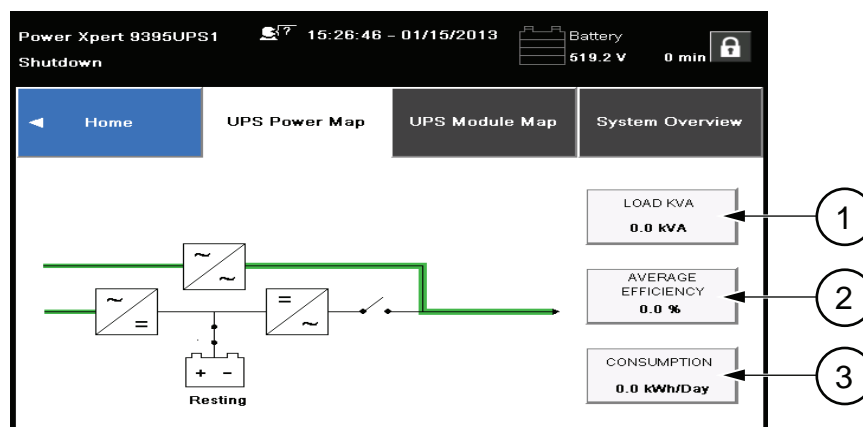 Power Xpert 9395UPS1
Shutdown
? 15:26:46 - 01/15/2013
Battery
519.2 V 0 min
Home
UPS Power Map
UPS Module Map
System Overview
LOAD KVA
0.0 kVA
1
AVERAGE
EFFICIENCY
0.0 %
2
CONSUMPTION
0.0 kWh/Day
3
~
~
~
=
=
~
+ -
Resting